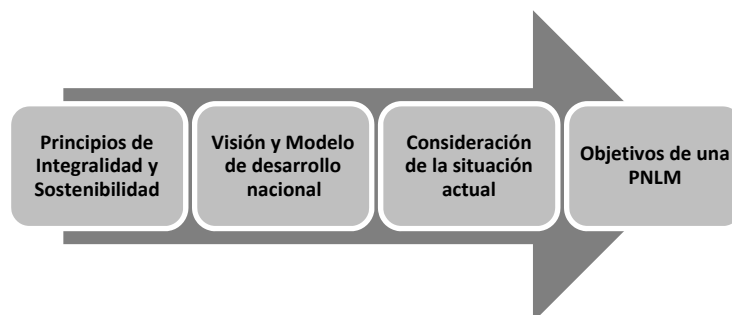 Principios de
Integralidad y
Sostenibilidad
Visión y Modelo
de desarrollo
nacional
Consideración
de la situación
actual
Objetivos de una
PNLM